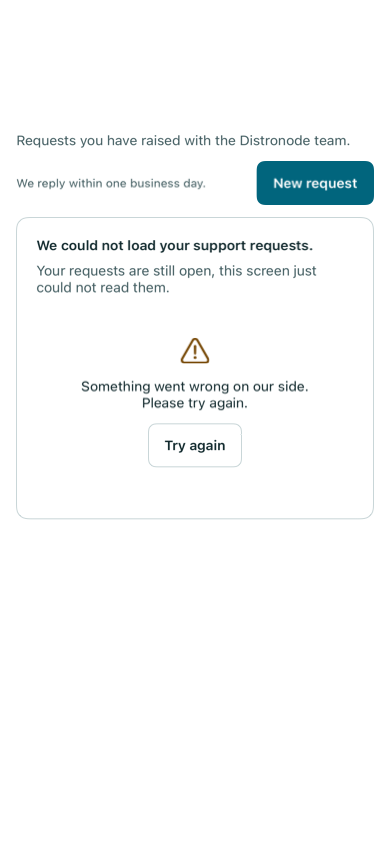 Requests you have raised with the Distronode team.
We reply within one business day.
New request
We could not load your support requests.
Your requests are still open, this screen just
could not read them.
Something went wrong on our side.
Please try again.
Try again